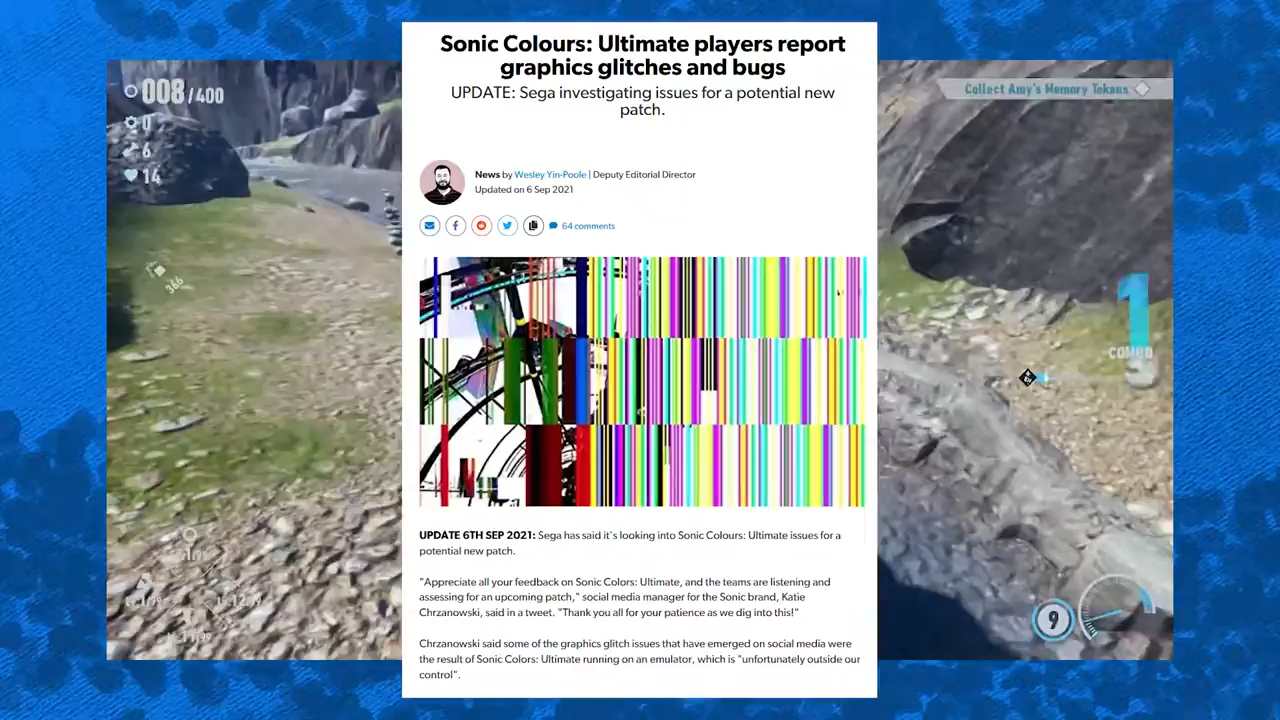 Sonic Colours: Ultimate players report
graphics glitches and bugs
UPDATE: Sega investigating issues for a potential new
patch.
008/400
0
6
14
Collect Amy's Memory Tokens
News by Wesley Yin-Poole | Deputy Editorial Director
Updated on 6 Sep 2021
64 comments
366
1
COMBO
UPDATE 6TH SEP 2021: Sega has said it's looking into Sonic Colours: Ultimate issues for a
potential new patch.
"Appreciate all your feedback on Sonic Colors: Ultimate, and the teams are listening and
assessing for an upcoming patch," social media manager for the Sonic brand, Katie
Chrzanowski, said in a tweet. "Thank you all for your patience as we dig into this!"
Chrzanowski said some of the graphics glitch issues that have emerged on social media were
the result of Sonic Colors: Ultimate running on an emulator, which is "unfortunately outside our
control".
9